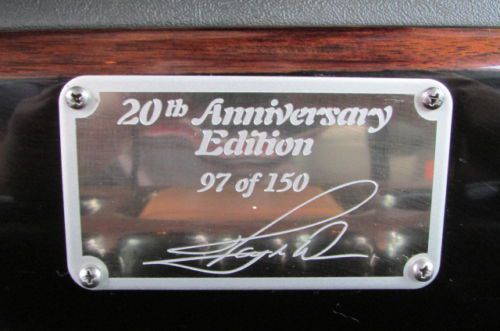 20th Anniversary
Edition
97 of 150